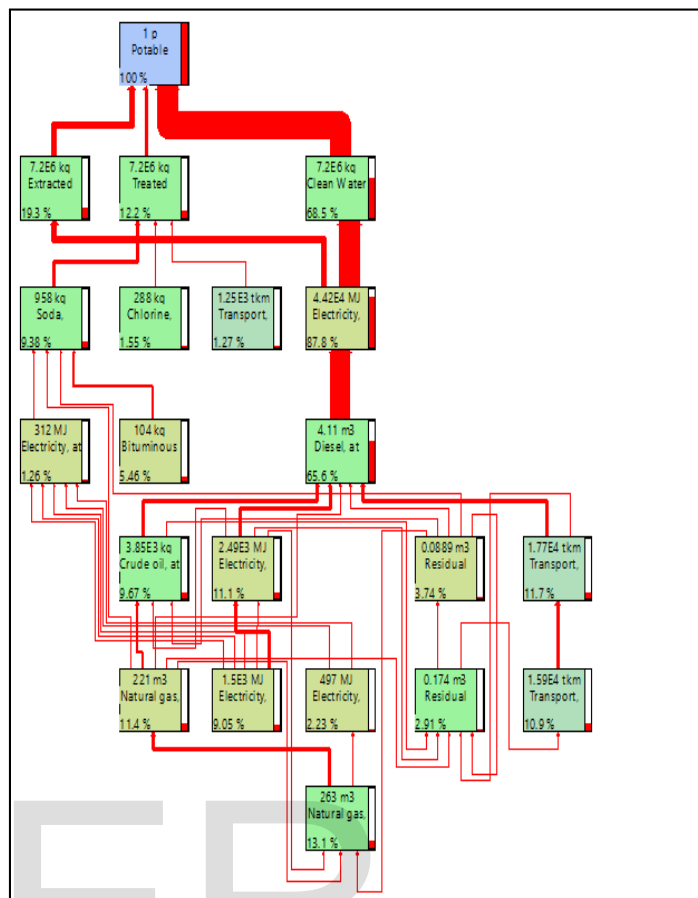 1 p
Potable
100 %
7.2E6 kg
Extracted
19.3 %
7.2E6 kg
Treated
12.2 %
7.2E6 kg
Clean Water
68.5 %
958 kg
Soda,
9.38 %
288 kg
Chlorine,
1.55 %
1.25E3 tkm
Transport,
1.27 %
4.42E4 MJ
Electricity,
87.8 %
312 MJ
Electricity, at
1.26 %
104 kg
Bituminous
5.46 %
4.11 m3
Diesel, at
65.6 %
3.85E3 kg
Crude oil, at
9.67 %
2.49E3 MJ
Electricity,
11.1 %
0.0889 m3
Residual
3.74 %
1.77E4 tkm
Transport,
11.7 %
221 m3
Natural gas,
11.4 %
1.5E3 MJ
Electricity,
9.05 %
497 MJ
Electricity,
2.23 %
0.174 m3
Residual
2.91 %
1.59E4 tkm
Transport,
10.9 %
263 m3
Natural gas,
13.1 %